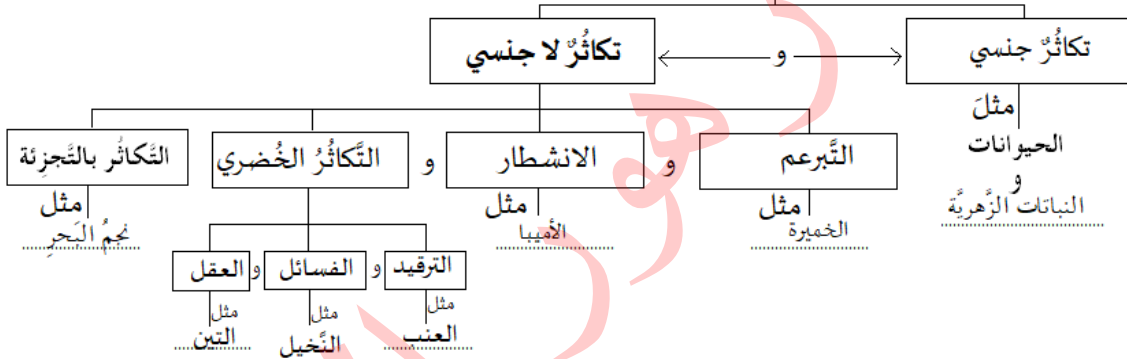 تكاثُرٌ جنسي
و
تكاثُرٌ لا جنسي
مثلَ
الحيوانات
و
النباتات الزَّهريَّة
التَّبرعم
و
الانشطار
و
التَّكاثُرُ الخُضري
التَّكاثُر بالتَّجزِئة
مثل
الخميرة
مثل
الأميبا
مثل
نجمُ البَحرِ
الترقيد
و
الفسائل
و
العقل
مثل
العنب
مثل
النَّخيل
مثل
التين